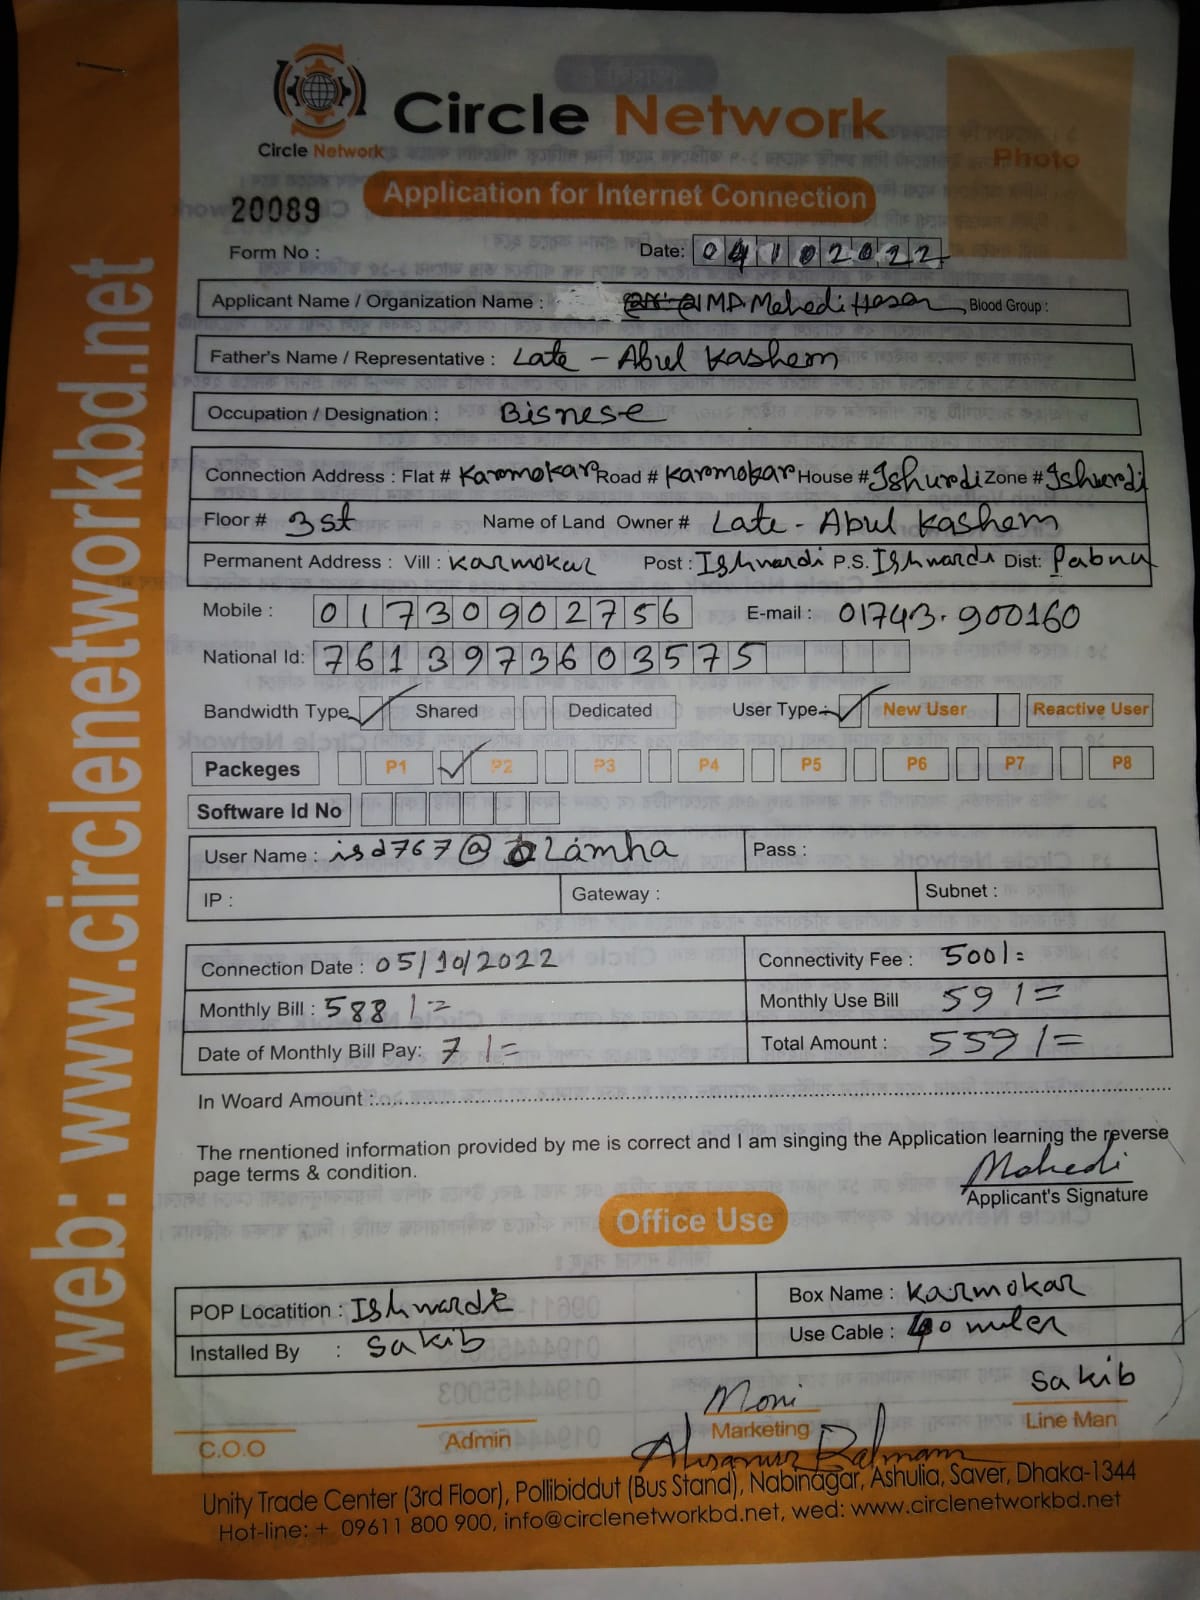 Circle Network
Circle Network
Photo
Application for Internet Connection
20089
Form No :
Date: 04102022
Applicant Name / Organization Name : MD. Mehedi Hasan Blood Group :
Father's Name / Representative : Late - Abul Kashem
Occupation / Designation : Bisnese
Connection Address : Flat # Karmokar Road # Karmokar House # Ishurdi Zone # Ishurdi
Floor # 3st Name of Land Owner # Late - Abul Kashem
Permanent Address : Vill : Karmokar Post : Ishwardi P.S. Ishwardi Dist: Pabna
Mobile : 01730902756 E-mail : 01743.900160
National Id: 7613973603575
Bandwidth Type Shared Dedicated User Type: New User Reactive User
Packeges P1 P2 P3 P4 P5 P6 P7 P8
Software Id No
User Name : isd767@Lamha Pass :
IP : Gateway : Subnet :
Connection Date : 05/10/2022 Connectivity Fee : 500/=
Monthly Bill : 588/= Monthly Use Bill 59/=
Date of Monthly Bill Pay: 7/= Total Amount : 559/=
In Woard Amount :
The rnentioned information provided by me is correct and I am singing the Application learning the reverse
page terms & condition.
Mahedi
Applicant's Signature
Office Use
POP Locatition : Ishwardi Box Name : Karmokar
Installed By : Sakib Use Cable : 40 miter
Moni Sakib
C.O.O Admin Marketing Line Man
Ahsanur Rahman
Unity Trade Center (3rd Floor), Pollibiddut (Bus Stand), Nabinagar, Ashulia, Saver, Dhaka-1344
Hot-line: + 09611 800 900, info@circlenetworkbd.net, wed: www.circlenetworkbd.net
web: www.circlenetworkbd.net